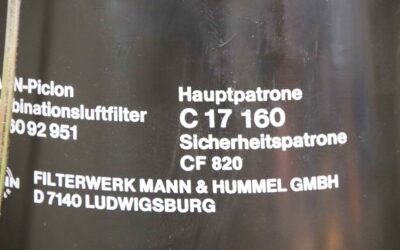 N-Piclon
binationsluftfilter
60 92 951
Hauptpatrone
C 17 160
Sicherheitspatrone
CF 820
FILTERWERK MANN & HUMMEL GMBH
D 7140 LUDWIGSBURG